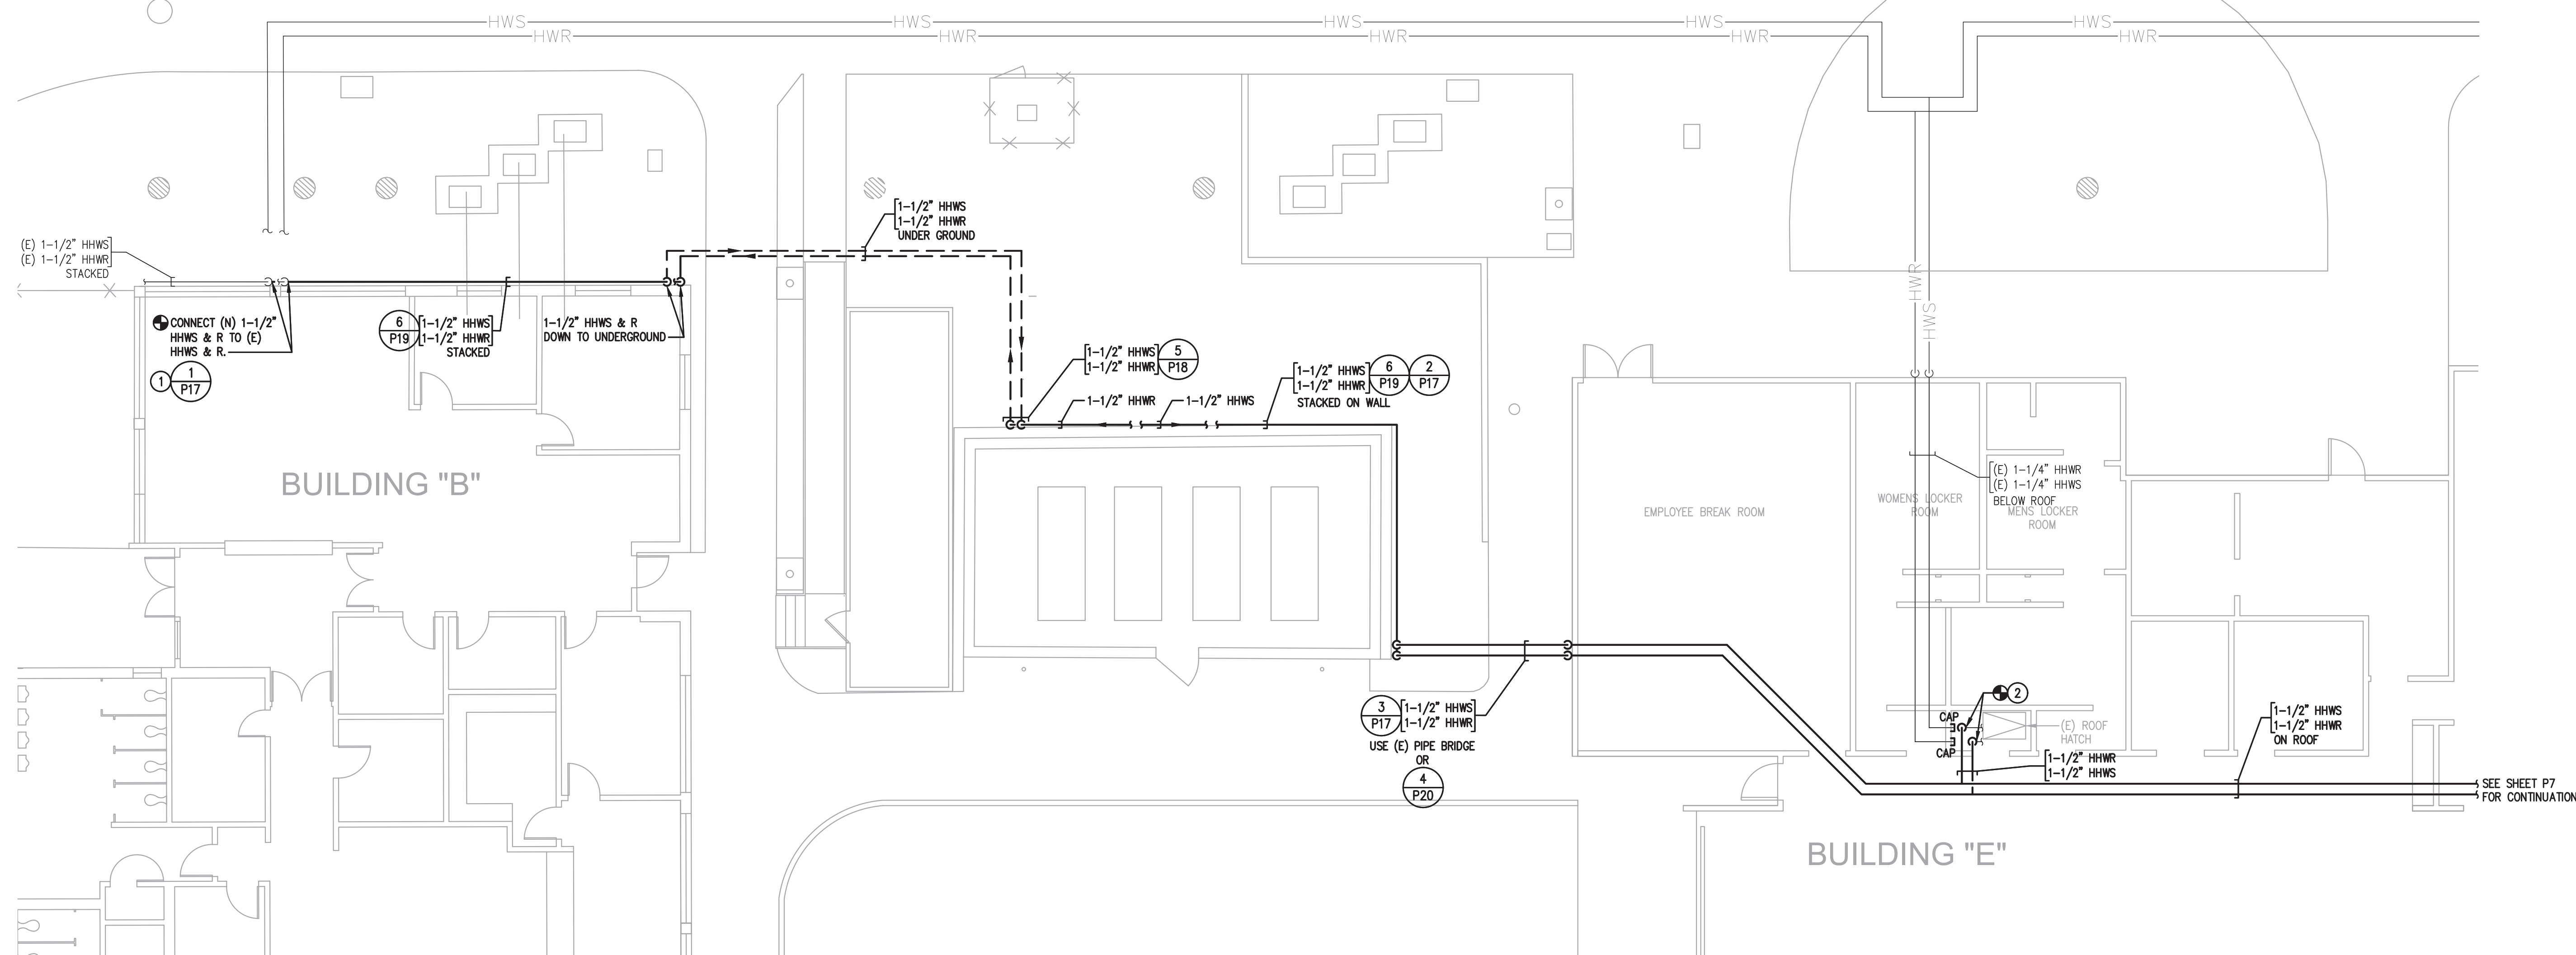 HWS
HWS
HWS
HWS
HWS
HWR
HWR
HWR
HWR
HWR
(E) 1-1/2" HHWS
(E) 1-1/2" HHWR
STACKED
CONNECT (N) 1-1/2"
HHWS & R TO (E)
HHWS & R.
1
1
P17
6
P19
1-1/2" HHWS
1-1/2" HHWR
STACKED
1-1/2" HHWS & R
DOWN TO UNDERGROUND
1-1/2" HHWS
1-1/2" HHWR
UNDER GROUND
1-1/2" HHWS
1-1/2" HHWR
5
P18
1-1/2" HHWR
1-1/2" HHWS
1-1/2" HHWS
1-1/2" HHWR
6
P19
2
P17
STACKED ON WALL
BUILDING "B"
HWR
HWS
(E) 1-1/4" HHWR
(E) 1-1/4" HHWS
BELOW ROOF
EMPLOYEE BREAK ROOM
WOMENS LOCKER
ROOM
MENS LOCKER
ROOM
3
P17
1-1/2" HHWS
1-1/2" HHWR
USE (E) PIPE BRIDGE
OR
4
P20
2
CAP
CAP
(E) ROOF
HATCH
1-1/2" HHWR
1-1/2" HHWS
1-1/2" HHWS
1-1/2" HHWR
ON ROOF
SEE SHEET P7
FOR CONTINUATION
BUILDING "E"